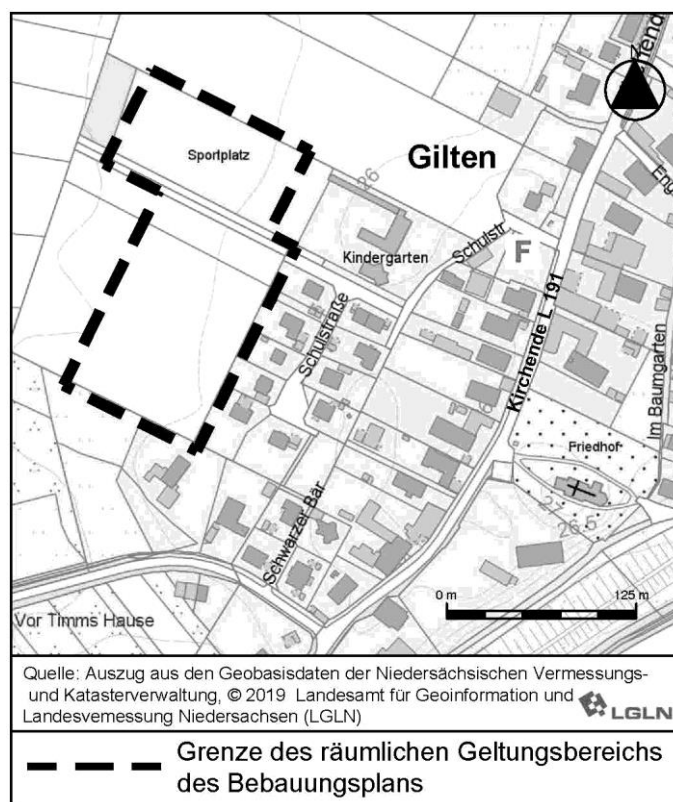 Gilten
Sportplatz
26
Kindergarten
Schulstr
F
Schulstraße
Kirchende L 191
Im Baumgarten
Friedhof
26.5
Schwarzer Bär
Vor Timms Hause
0 m 125 m
Quelle: Auszug aus den Geobasisdaten der Niedersächsischen Vermessungs-
und Katasterverwaltung, © 2019 Landesamt für Geoinformation und
Landesvemessung Niedersachsen (LGLN)
LGLN
Grenze des räumlichen Geltungsbereichs
des Bebauungsplans